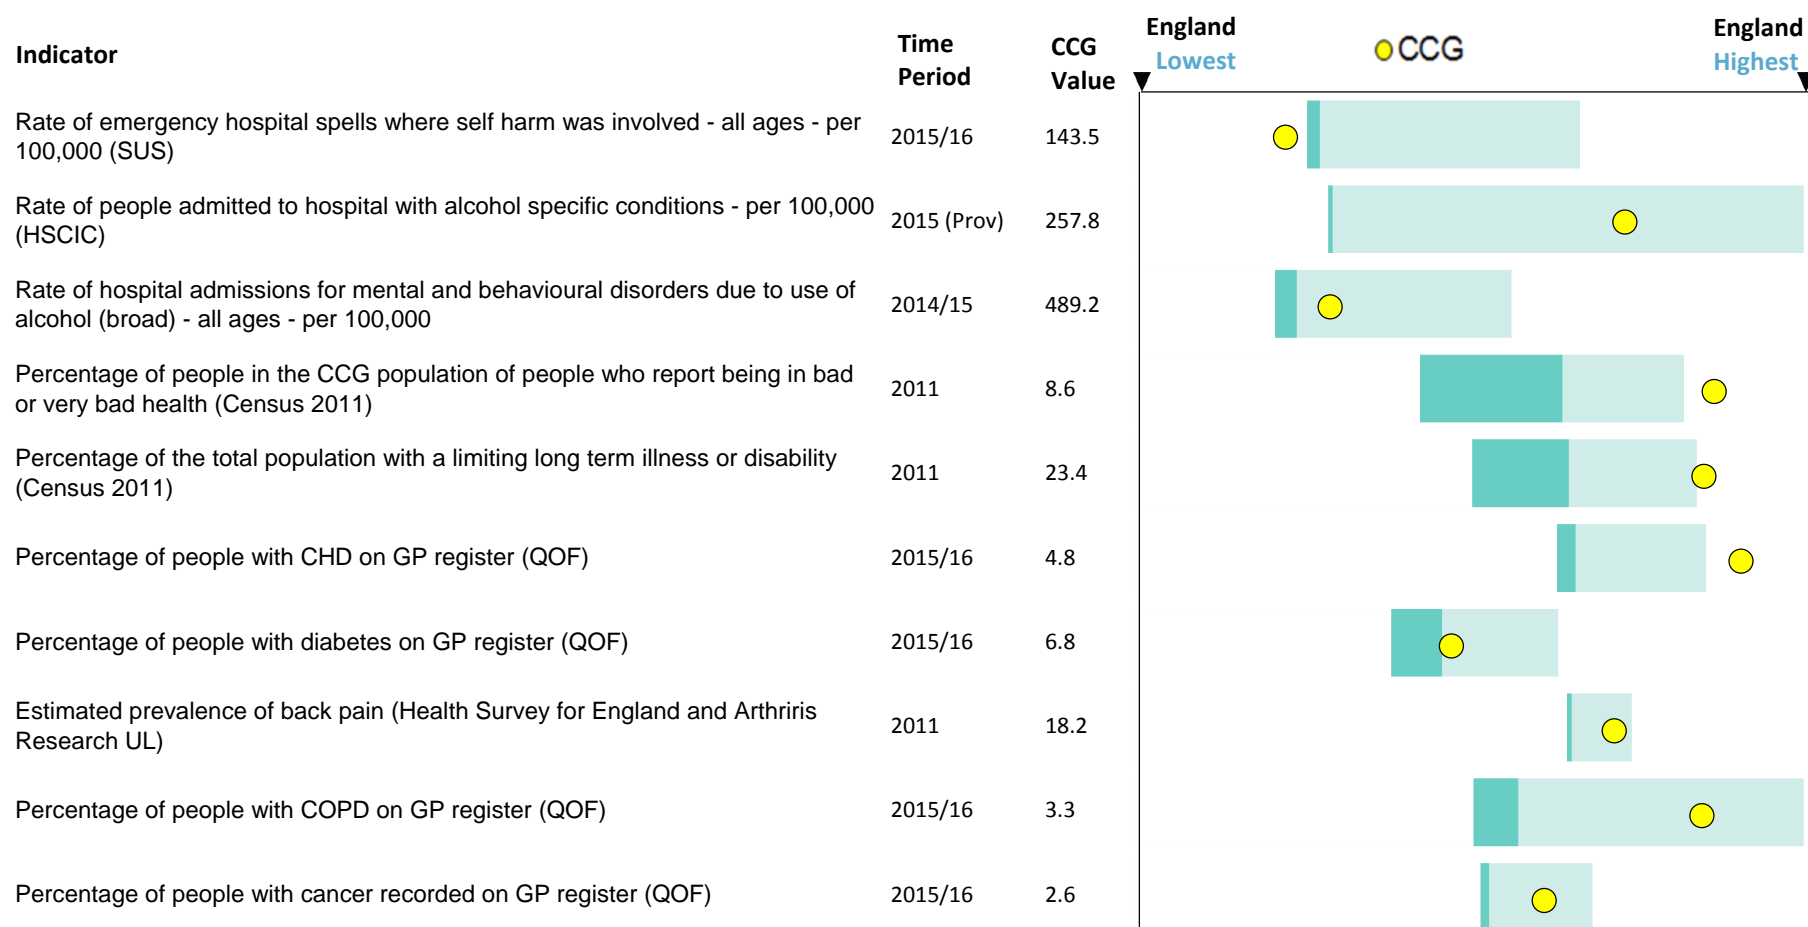 Indicator
Time
Period
CCG
Value
England
Lowest
CCG
England
Highest
Rate of emergency hospital spells where self harm was involved - all ages - per
100,000 (SUS)
2015/16
143.5
Rate of people admitted to hospital with alcohol specific conditions - per 100,000
(HSCIC)
2015 (Prov)
257.8
Rate of hospital admissions for mental and behavioural disorders due to use of
alcohol (broad) - all ages - per 100,000
2014/15
489.2
Percentage of people in the CCG population of people who report being in bad
or very bad health (Census 2011)
2011
8.6
Percentage of the total population with a limiting long term illness or disability
(Census 2011)
2011
23.4
Percentage of people with CHD on GP register (QOF)
2015/16
4.8
Percentage of people with diabetes on GP register (QOF)
2015/16
6.8
Estimated prevalence of back pain (Health Survey for England and Arthriris
Research UL)
2011
18.2
Percentage of people with COPD on GP register (QOF)
2015/16
3.3
Percentage of people with cancer recorded on GP register (QOF)
2015/16
2.6